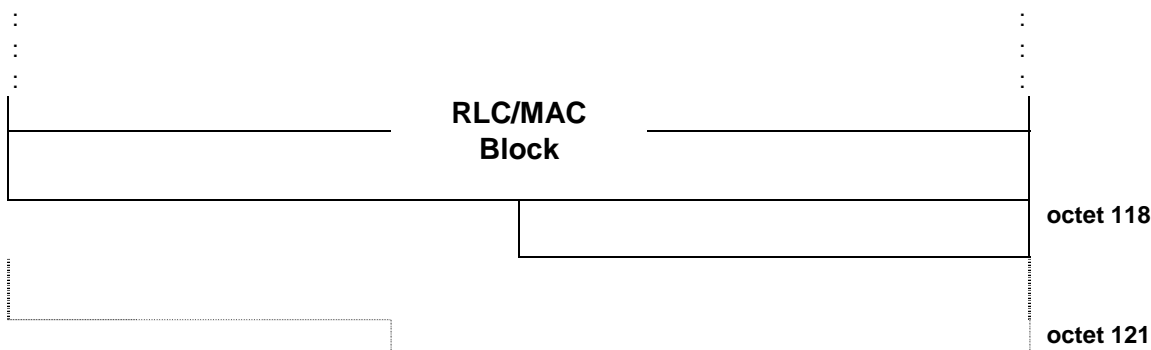 : :
: :
: :
RLC/MAC
Block
octet 118
octet 121